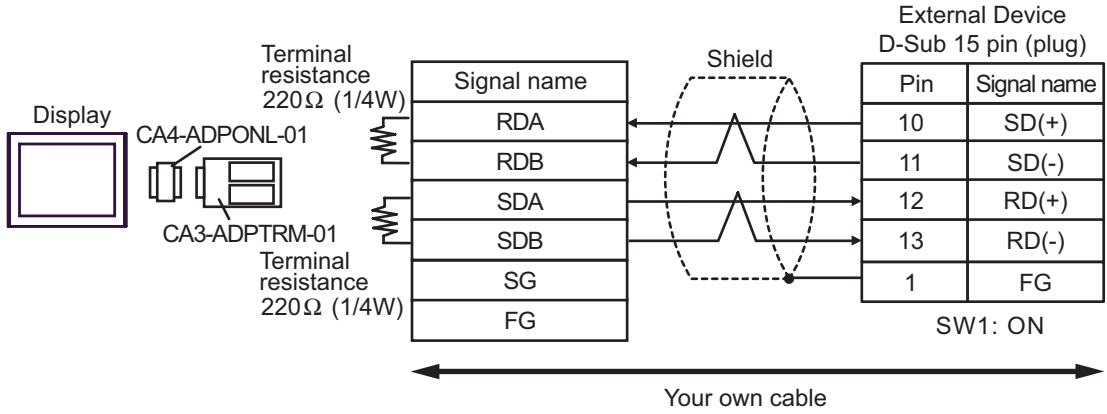 Display
CA4-ADPONL-01
CA3-ADPTRM-01
Terminal
resistance
220Ω (1/4W)
Terminal
resistance
220Ω (1/4W)
Signal name
RDA
RDB
SDA
SDB
SG
FG
Shield
External Device
D-Sub 15 pin (plug)
Pin Signal name
10 SD(+)
11 SD(-)
12 RD(+)
13 RD(-)
1 FG
SW1: ON
Your own cable